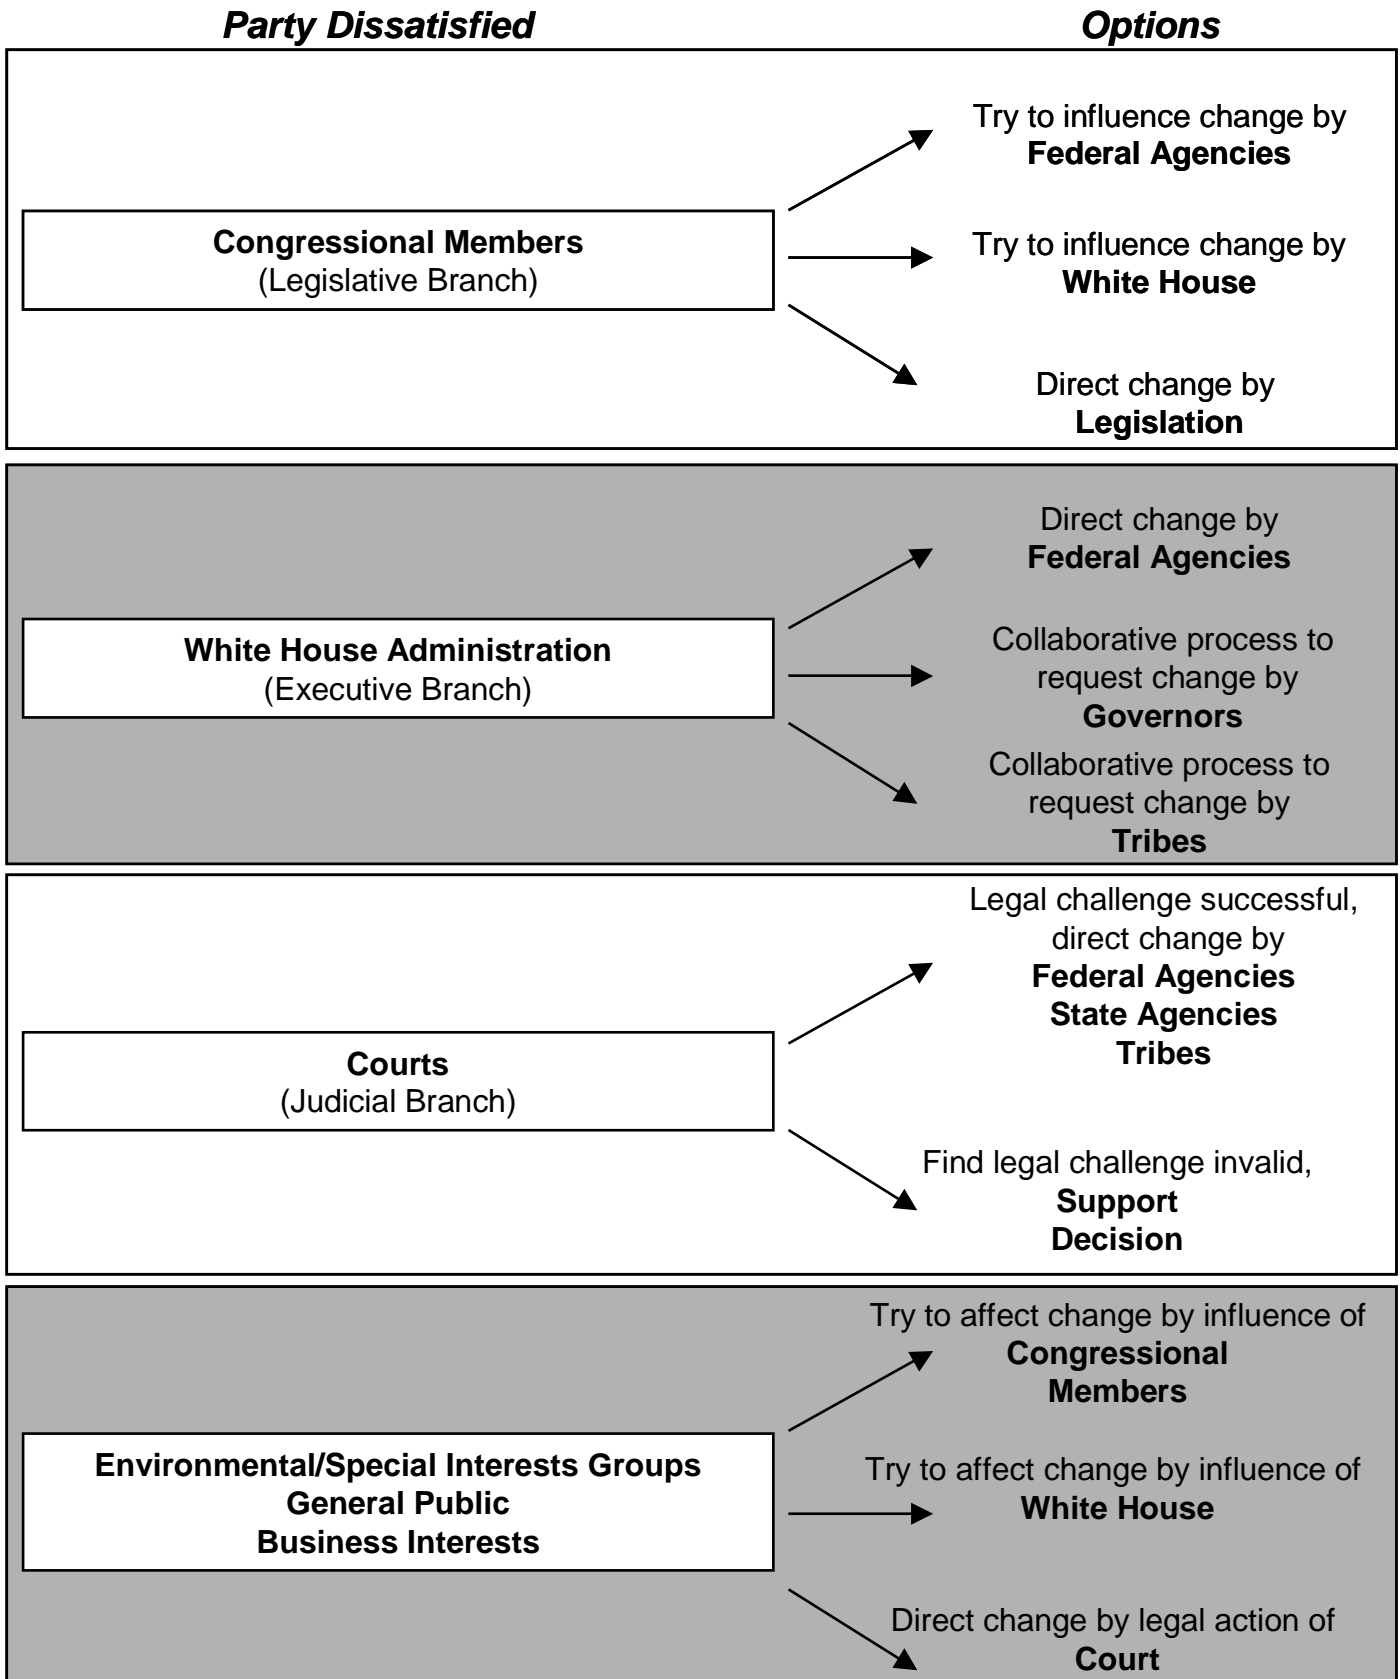 Party Dissatisfied
Options
Congressional Members
(Legislative Branch)
Try to influence change by
Federal Agencies
Try to influence change by
White House
Direct change by
Legislation
White House Administration
(Executive Branch)
Direct change by
Federal Agencies
Collaborative process to
request change by
Governors
Collaborative process to
request change by
Tribes
Courts
(Judicial Branch)
Legal challenge successful,
direct change by
Federal Agencies
State Agencies
Tribes
Find legal challenge invalid,
Support
Decision
Environmental/Special Interests Groups
General Public
Business Interests
Try to affect change by influence of
Congressional
Members
Try to affect change by influence of
White House
Direct change by legal action of
Court